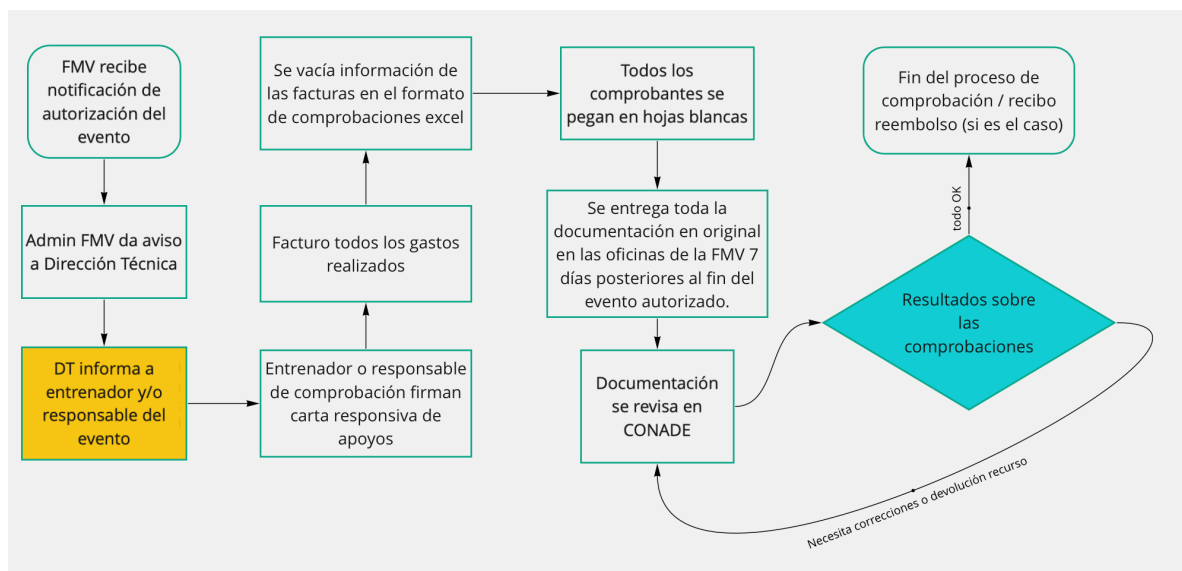 FMV recibe
notificación de
autorización del
evento
Admin FMV da aviso
a Dirección Técnica
DT informa a
entrenador y/o
responsable del
evento
Entrenador o responsable
de comprobación firman
carta responsiva de
apoyos
Facturo todos los gastos
realizados
Se vacía información de
las facturas en el formato
de comprobaciones excel
Todos los
comprobantes se
pegan en hojas blancas
Se entrega toda la
documentación en original
en las oficinas de la FMV 7
días posteriores al fin del
evento autorizado.
Documentación
se revisa en
CONADE
Resultados sobre
las
comprobaciones
todo OK
Fin del proceso de
comprobación / recibo
reembolso (si es el caso)
Necesita correcciones o devolución recurso